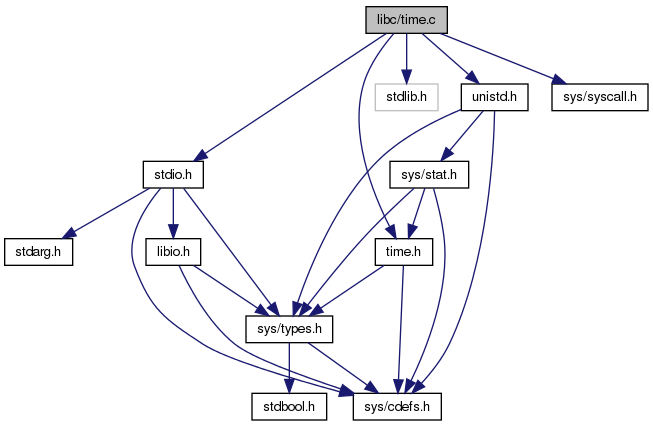 libc/time.c
stdlib.h
unistd.h
sys/syscall.h
stdio.h
sys/stat.h
stdarg.h
libio.h
time.h
sys/types.h
stdbool.h
sys/cdefs.h